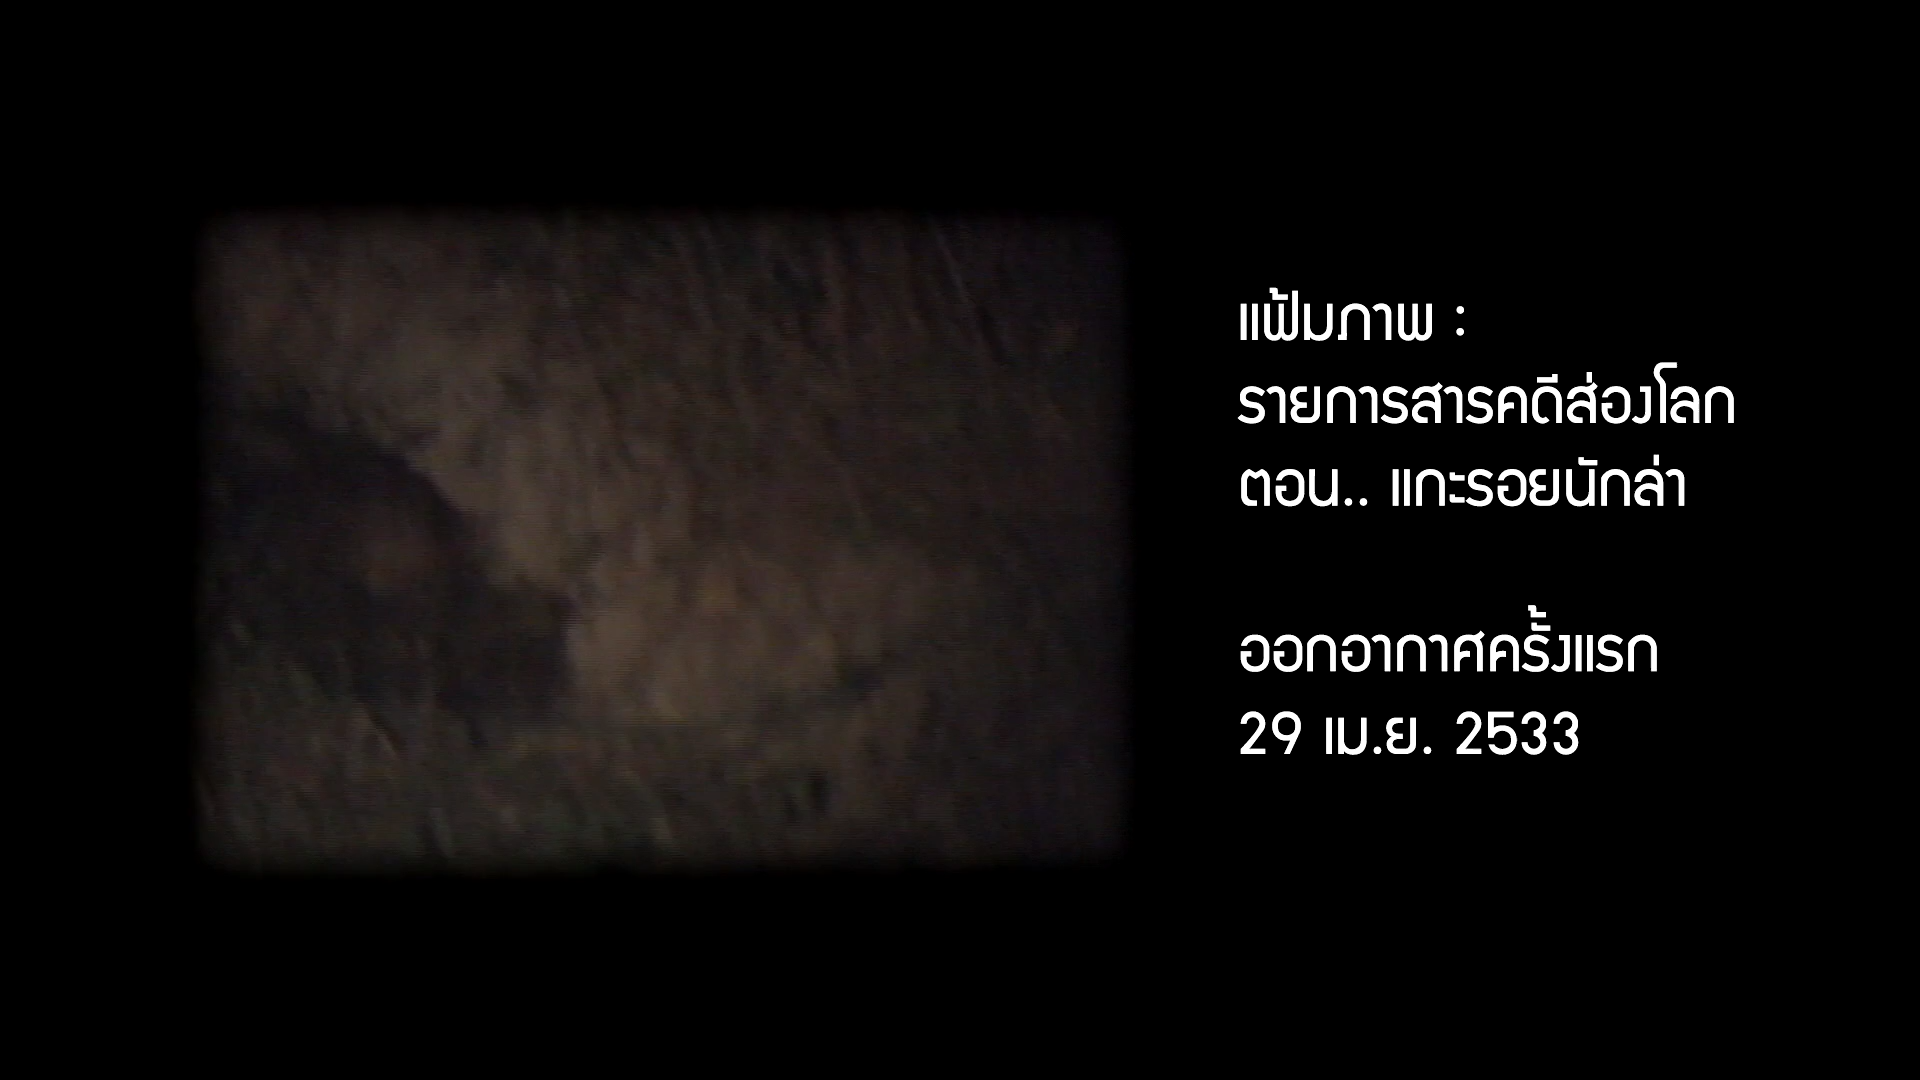 แฟ้มภาพ :
รายการสารคดีส่องโลก
ตอน.. แกะรอยนักล่า
ออกอากาศครั้งแรก
29 เม.ย. 2533